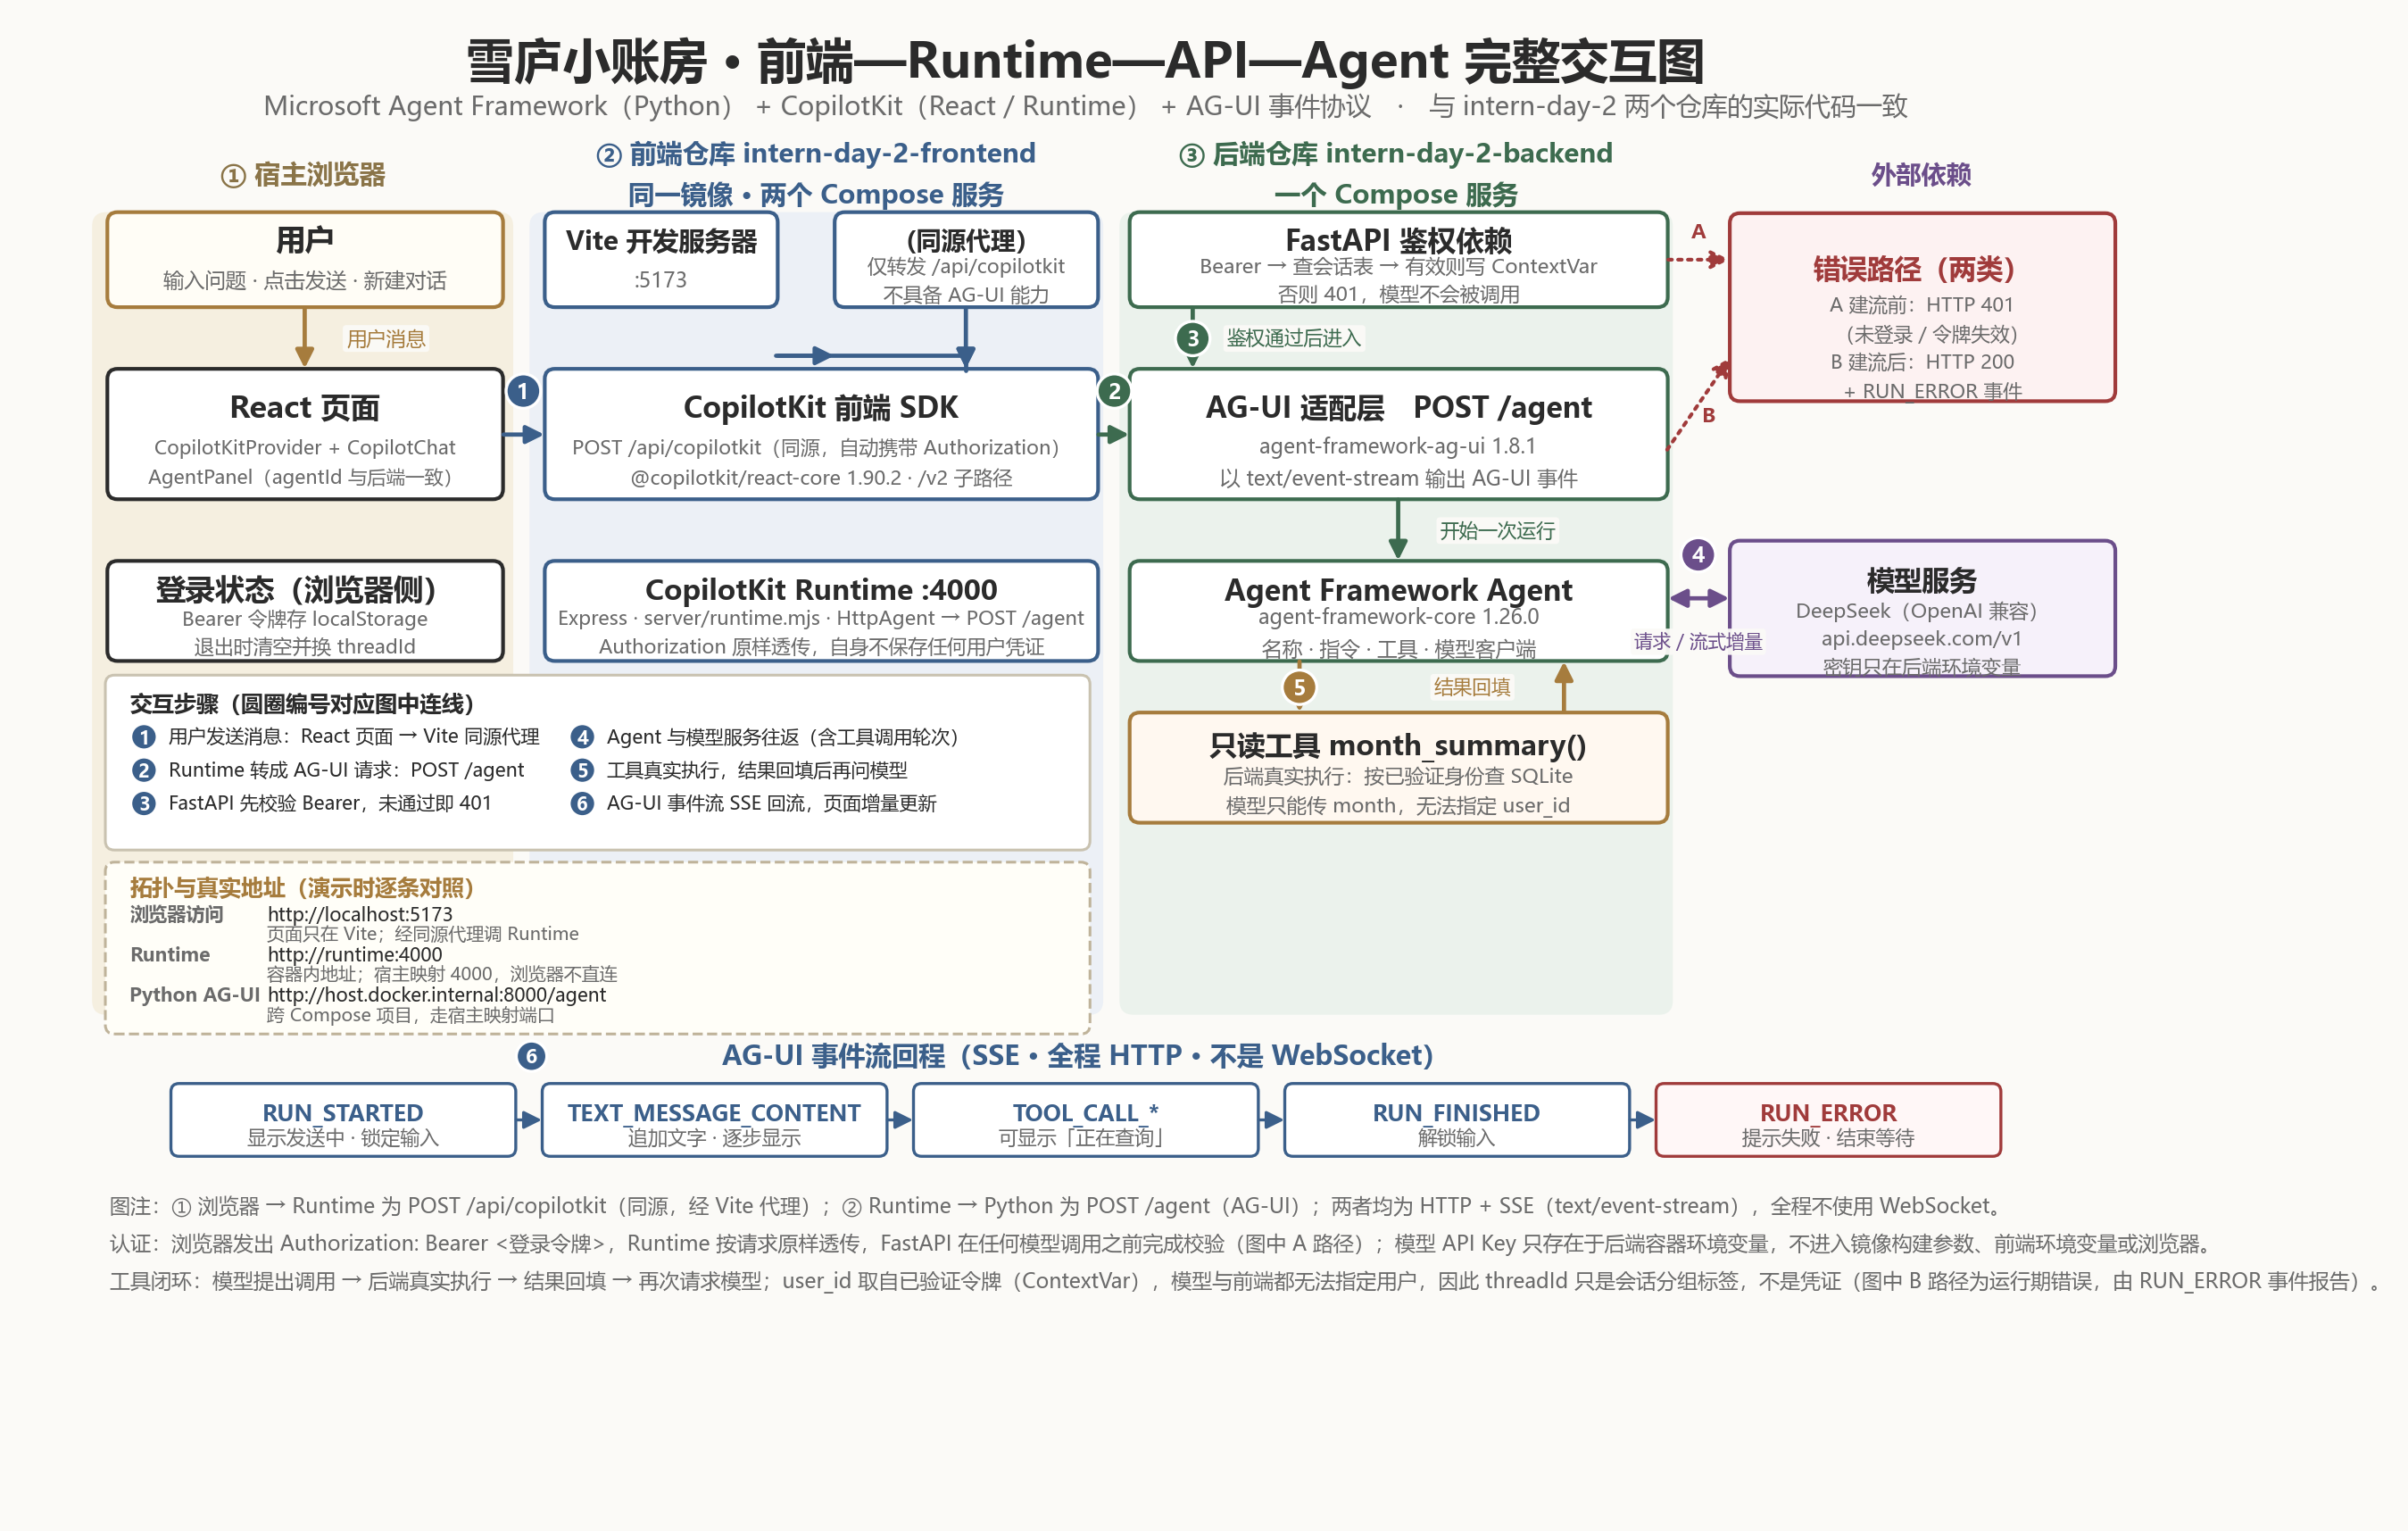 雪庐小账房 · 前端—Runtime—API—Agent 完整交互图
Microsoft Agent Framework（Python） + CopilotKit（React / Runtime） + AG-UI 事件协议 · 与 intern-day-2 两个仓库的实际代码一致
① 宿主浏览器
② 前端仓库 intern-day-2-frontend
同一镜像 · 两个 Compose 服务
③ 后端仓库 intern-day-2-backend
一个 Compose 服务
外部依赖
用户
输入问题 · 点击发送 · 新建对话
Vite 开发服务器
:5173
(同源代理)
仅转发 /api/copilotkit
不具备 AG-UI 能力
FastAPI 鉴权依赖
Bearer → 查会话表 → 有效则写 ContextVar
否则 401，模型不会被调用
A
错误路径（两类）
A 建流前：HTTP 401
（未登录 / 令牌失效）
B 建流后：HTTP 200
+ RUN_ERROR 事件
B
用户消息
3
鉴权通过后进入
React 页面
CopilotKitProvider + CopilotChat
AgentPanel（agentId 与后端一致）
1
CopilotKit 前端 SDK
POST /api/copilotkit（同源，自动携带 Authorization）
@copilotkit/react-core 1.90.2 · /v2 子路径
2
AG-UI 适配层 POST /agent
agent-framework-ag-ui 1.8.1
以 text/event-stream 输出 AG-UI 事件
开始一次运行
登录状态（浏览器侧）
Bearer 令牌存 localStorage
退出时清空并换 threadId
CopilotKit Runtime :4000
Express · server/runtime.mjs · HttpAgent → POST /agent
Authorization 原样透传，自身不保存任何用户凭证
Agent Framework Agent
agent-framework-core 1.26.0
名称 · 指令 · 工具 · 模型客户端
4
请求 / 流式增量
模型服务
DeepSeek（OpenAI 兼容）
api.deepseek.com/v1
密钥只在后端环境变量
5
结果回填
只读工具 month_summary()
后端真实执行：按已验证身份查 SQLite
模型只能传 month，无法指定 user_id
交互步骤（圆圈编号对应图中连线）
1 用户发送消息：React 页面 → Vite 同源代理
2 Runtime 转成 AG-UI 请求：POST /agent
3 FastAPI 先校验 Bearer，未通过即 401
4 Agent 与模型服务往返（含工具调用轮次）
5 工具真实执行，结果回填后再问模型
6 AG-UI 事件流 SSE 回流，页面增量更新
拓扑与真实地址（演示时逐条对照）
浏览器访问 http://localhost:5173
页面只在 Vite；经同源代理调 Runtime
Runtime http://runtime:4000
容器内地址；宿主映射 4000，浏览器不直连
Python AG-UI http://host.docker.internal:8000/agent
跨 Compose 项目，走宿主映射端口
6 AG-UI 事件流回程（SSE · 全程 HTTP · 不是 WebSocket）
RUN_STARTED
显示发送中 · 锁定输入
TEXT_MESSAGE_CONTENT
追加文字 · 逐步显示
TOOL_CALL_*
可显示「正在查询」
RUN_FINISHED
解锁输入
RUN_ERROR
提示失败 · 结束等待
图注：① 浏览器 → Runtime 为 POST /api/copilotkit（同源，经 Vite 代理）；② Runtime → Python 为 POST /agent（AG-UI）；两者均为 HTTP + SSE（text/event-stream），全程不使用 WebSocket。
认证：浏览器发出 Authorization: Bearer <登录令牌>，Runtime 按请求原样透传，FastAPI 在任何模型调用之前完成校验（图中 A 路径）；模型 API Key 只存在于后端容器环境变量，不进入镜像构建参数、前端环境变量或浏览器。
工具闭环：模型提出调用 → 后端真实执行 → 结果回填 → 再次请求模型；user_id 取自已验证令牌（ContextVar），模型与前端都无法指定用户，因此 threadId 只是会话分组标签，不是凭证（图中 B 路径为运行期错误，由 RUN_ERROR 事件报告）。